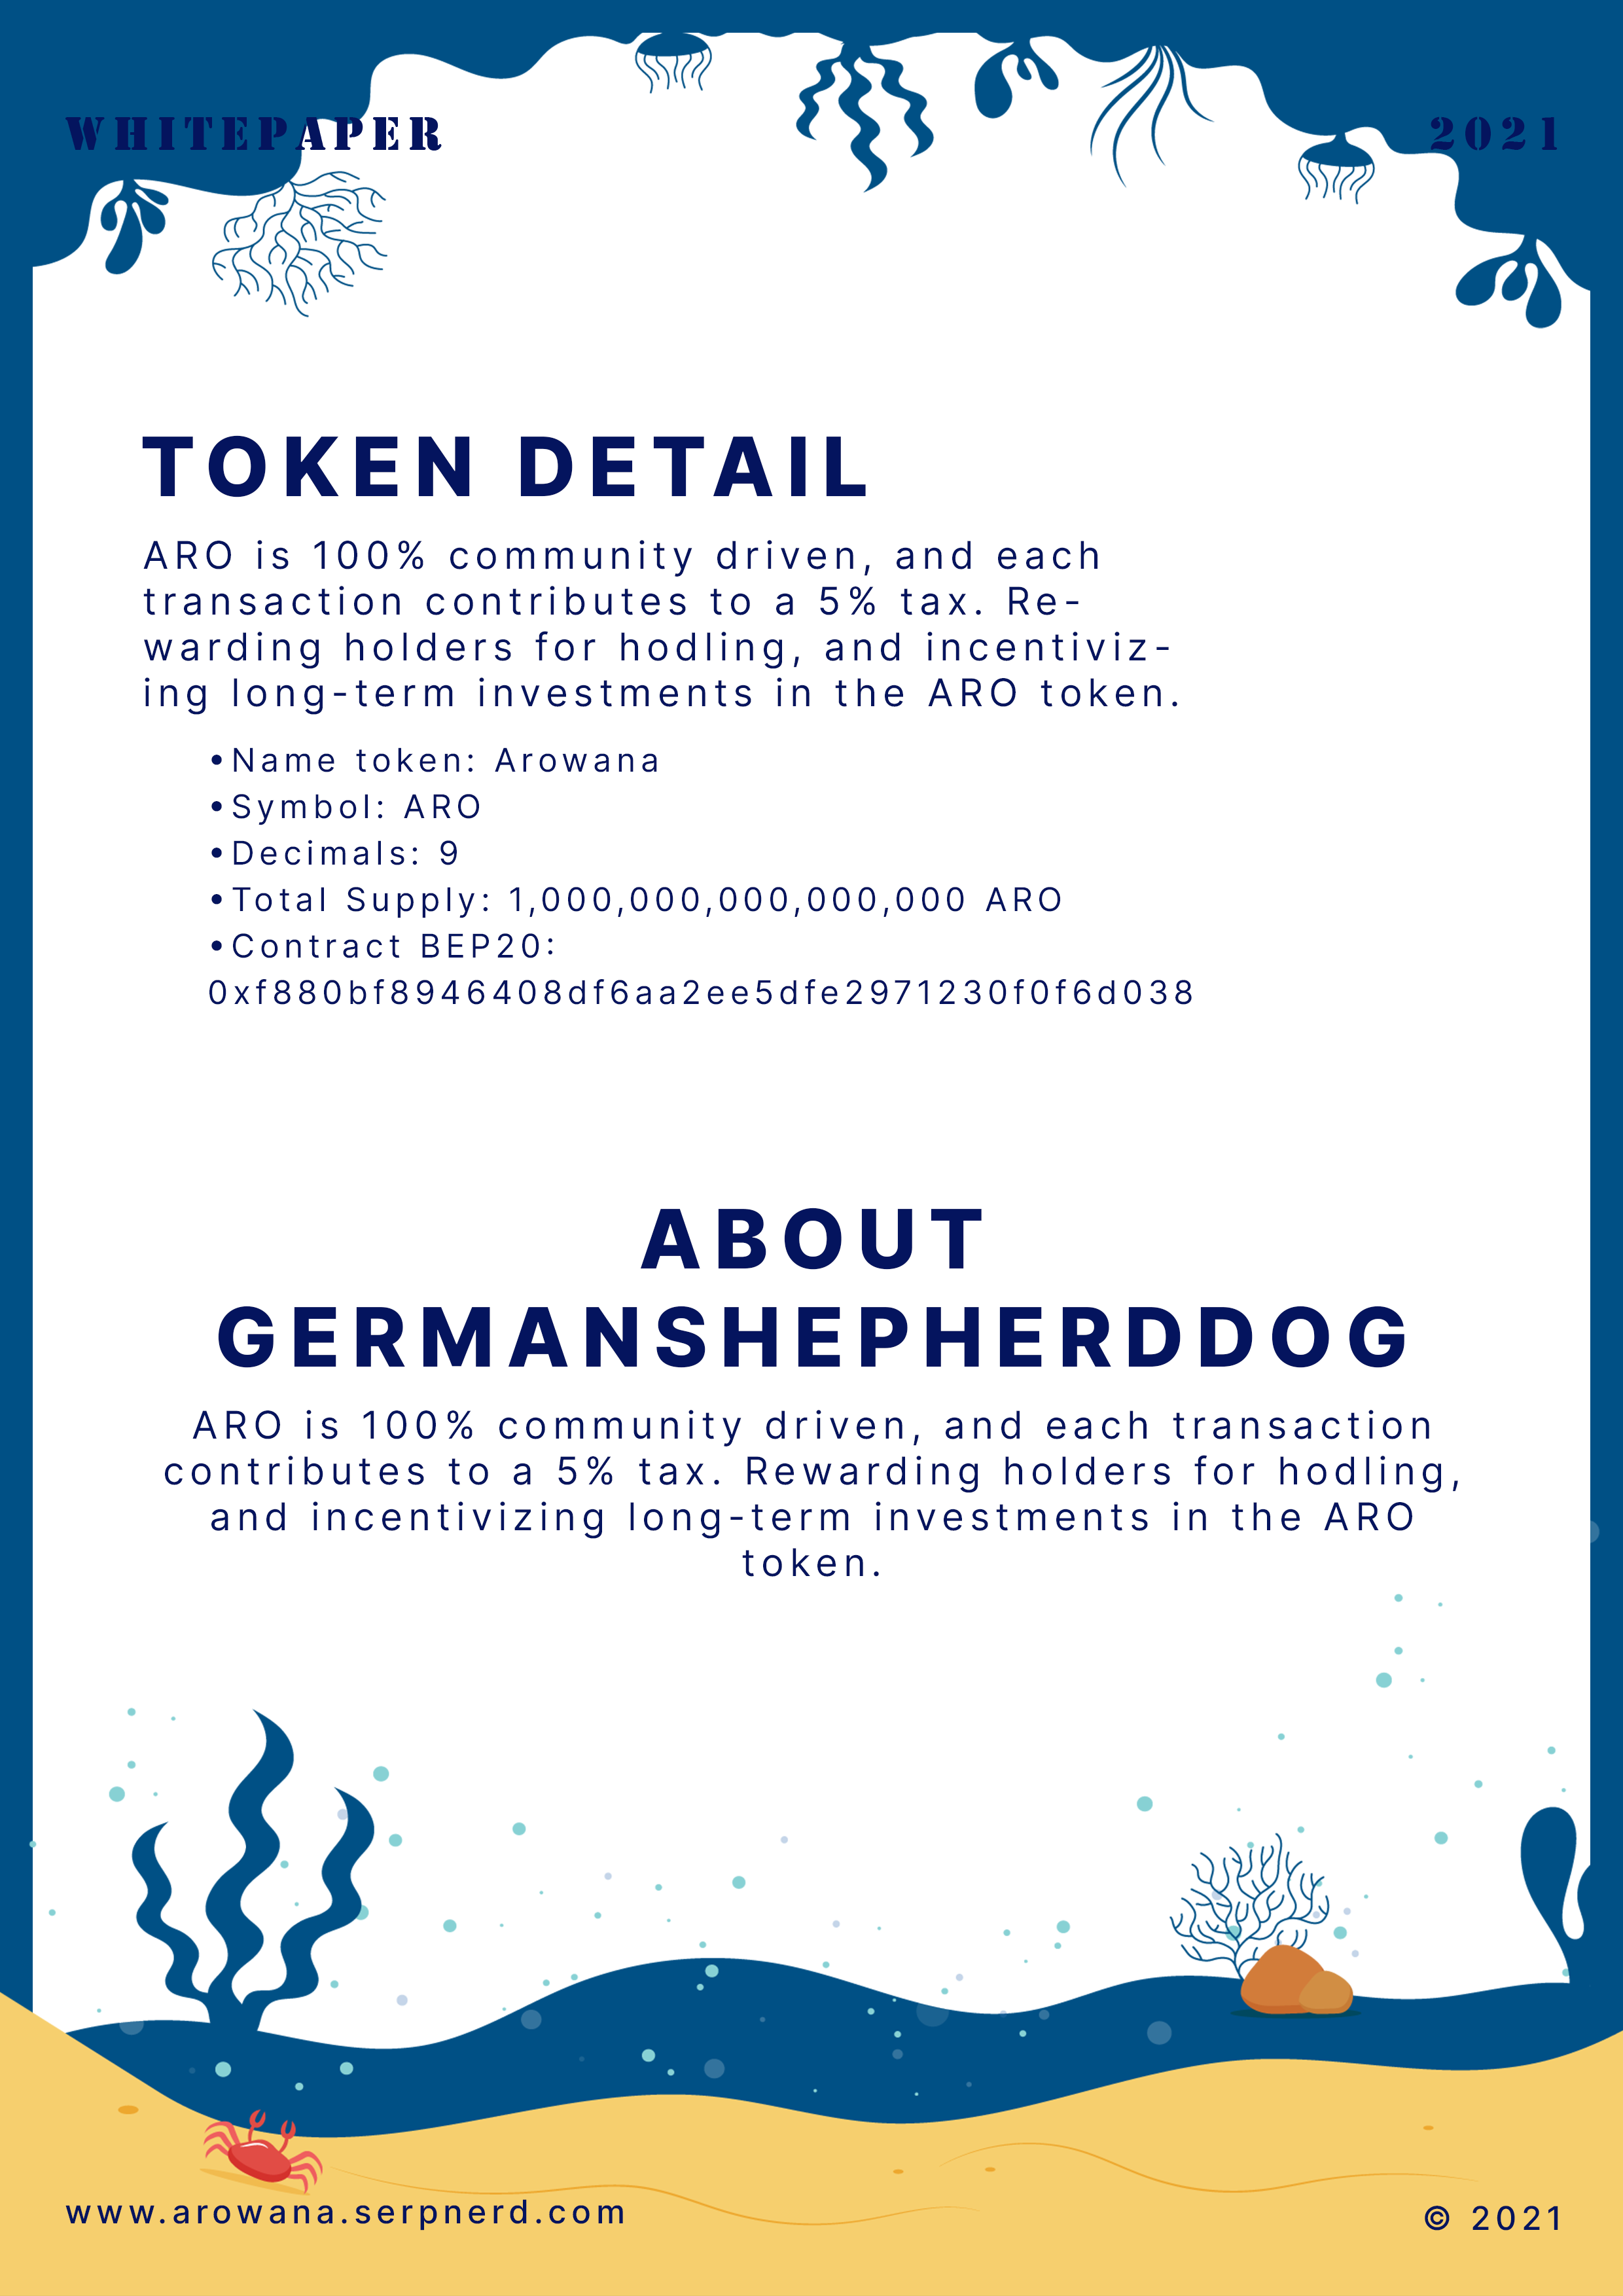 WHITEPAPER
2021
TOKEN DETAIL
ARO is 100% community driven, and each
transaction contributes to a 5% tax. Re-
warding holders for hodling, and incentiviz-
ing long-term investments in the ARO token.
•Name token: Arowana
•Symbol: ARO
•Decimals: 9
•Total Supply: 1,000,000,000,000,000 ARO
•Contract BEP20:
0xf880bf8946408df6aa2ee5dfe2971230f0f6d038
ABOUT
GERMANSHEPHERDDOG
ARO is 100% community driven, and each transaction
contributes to a 5% tax. Rewarding holders for hodling,
and incentivizing long-term investments in the ARO
token.
www.arowana.serpnerd.com
© 2021